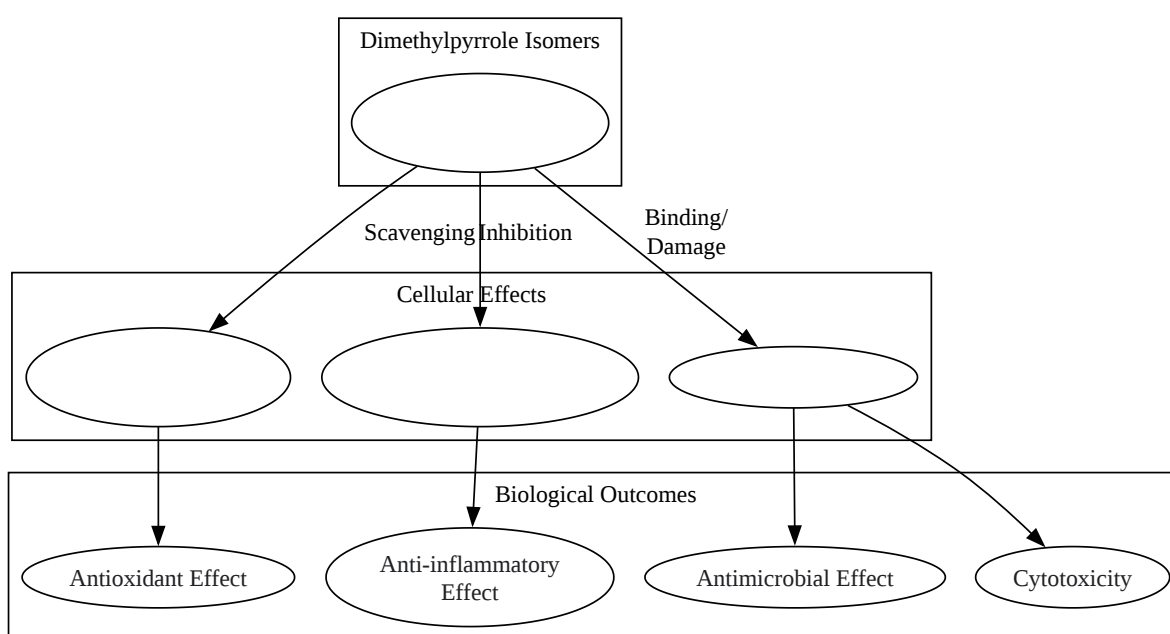 Dimethylpyrrole Isomers
Scavenging
Inhibition
Binding/
Damage
Cellular Effects
Biological Outcomes
Antioxidant Effect
Anti-inflammatory
Effect
Antimicrobial Effect
Cytotoxicity